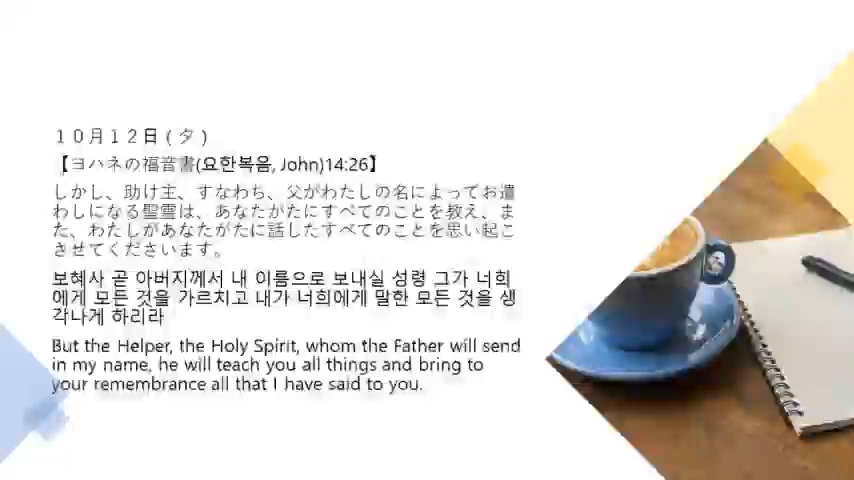 10月12日(夕)
【ヨハネの福音書(요한복음, John)14:26】
しかし、助け主、すなわち、父がわたしの名によってお遣
わしになる聖霊は、あなたがたにすべてのことを教え、ま
た、わたしがあなたがたに話したすべてのことを思い起こ
させてくださいます。
보혜사 곧 아버지께서 내 이름으로 보내실 성령 그가 너희
에게 모든 것을 가르치고 내가 너희에게 말한 모든 것을 생
각나게 하리라
But the Helper, the Holy Spirit, whom the Father will send
in my name, he will teach you all things and bring to
your remembrance all that I have said to you.